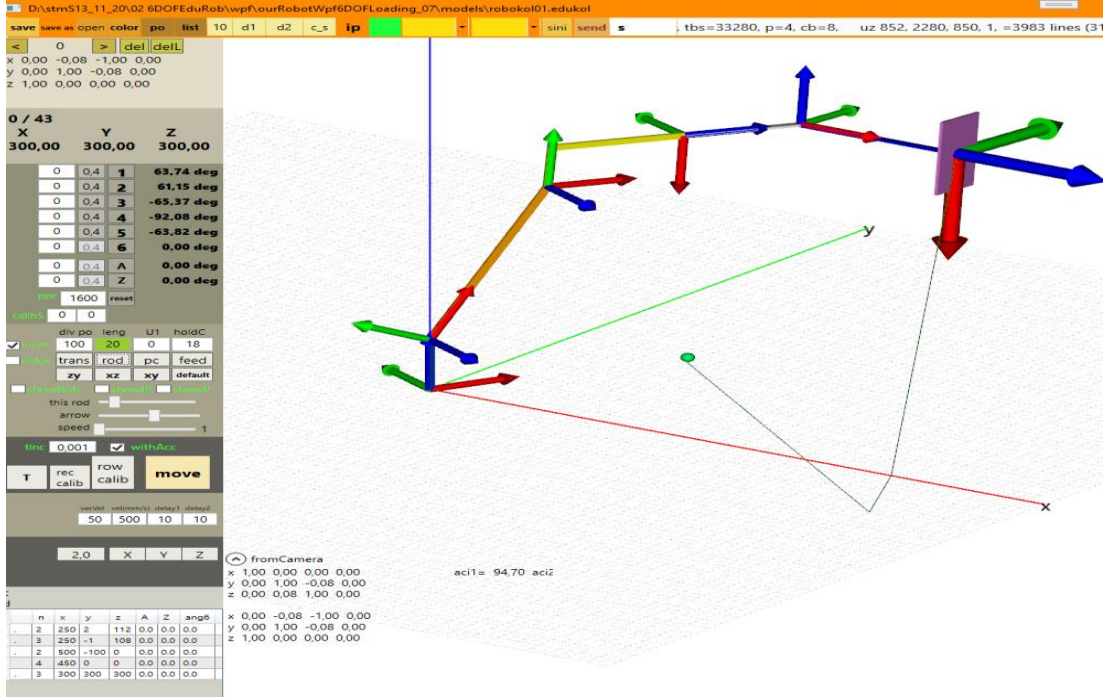 D:\stmS13_11_20\02 6DOFEduRob\wpf\ourRobotWpf6DOFLoading_07\models\robokol01.edukol
save save as open color po list 10 d1 d2 c_s ip sini send s , tbs=33280, p=4, cb=8, uz 852, 2280, 850, 1, =3983 lines (31
< 0 > del delL
x 0,00 -0,08 -1,00 0,00
y 0,00 1,00 -0,08 0,00
z 1,00 0,00 0,00 0,00
0 / 43
X Y Z
300,00 300,00 300,00
0 0,4 1 63,74 deg
0 0,4 2 61,15 deg
0 0,4 3 -65,37 deg
0 0,4 4 -92,08 deg
0 0,4 5 -63,82 deg
0 0,4 6 0,00 deg
0 0,4 A 0,00 deg
0 0,4 Z 0,00 deg
ppr 1600 reset
calibS 0 0
div po leng U1 holdC
100 20 0 18
color trans rod pc feed
zy xz xy default
this rod
arrow
speed 1
tinc 0,001 withAcc
T rec calib row calib move
verVel vel(mm/s) delay1 delay2
50 500 10 10
2,0 X Y Z
n x y z A Z ang6
. 2 250 2 112 0.0 0.0 0.0
. 3 250 -1 108 0.0 0.0 0.0
. 2 500 -100 0 0.0 0.0 0.0
4 450 0 0 0.0 0.0 0.0
. 3 300 300 300 0.0 0.0 0.0
y
x
fromCamera
x 1,00 0,00 0,00 0,00 aci1= 94,70 aci2
y 0,00 1,00 -0,08 0,00
z 0,00 0,08 1,00 0,00
x 0,00 -0,08 -1,00 0,00
y 0,00 1,00 -0,08 0,00
z 1,00 0,00 0,00 0,00